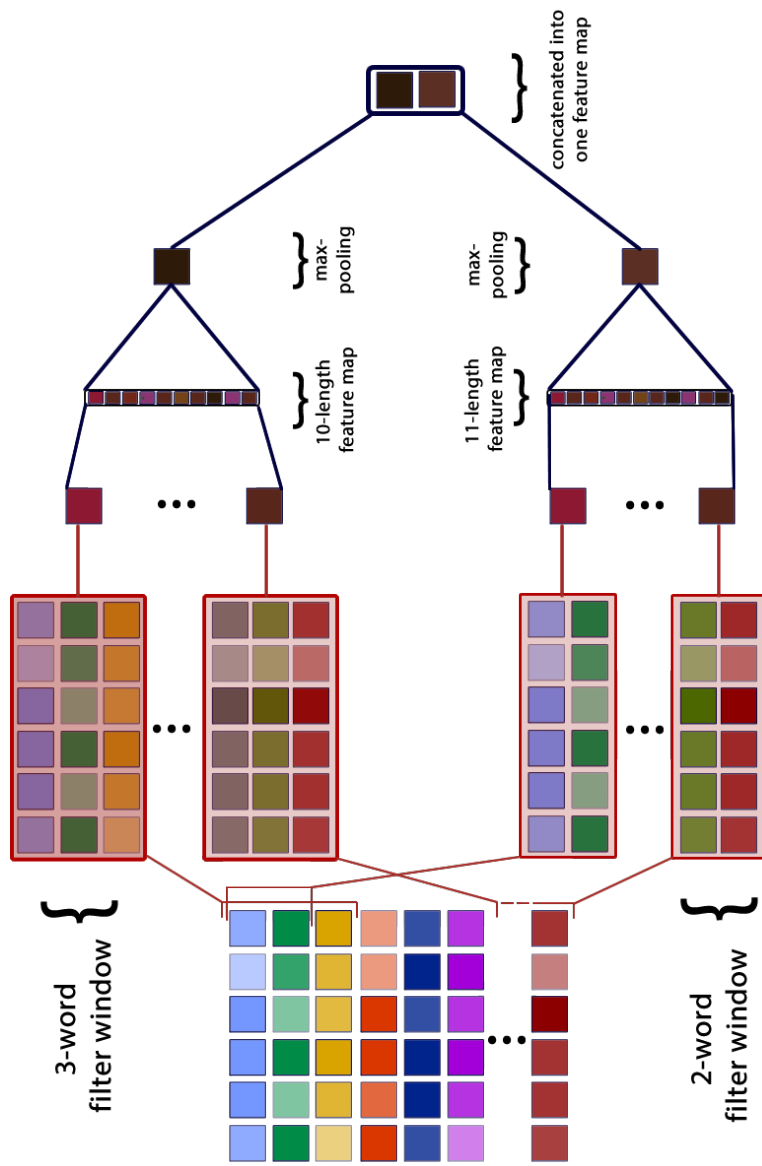 3-word
filter window
2-word
filter window
10-length
feature map
11-length
feature map
max-
pooling
max-
pooling
concatenated into
one feature map